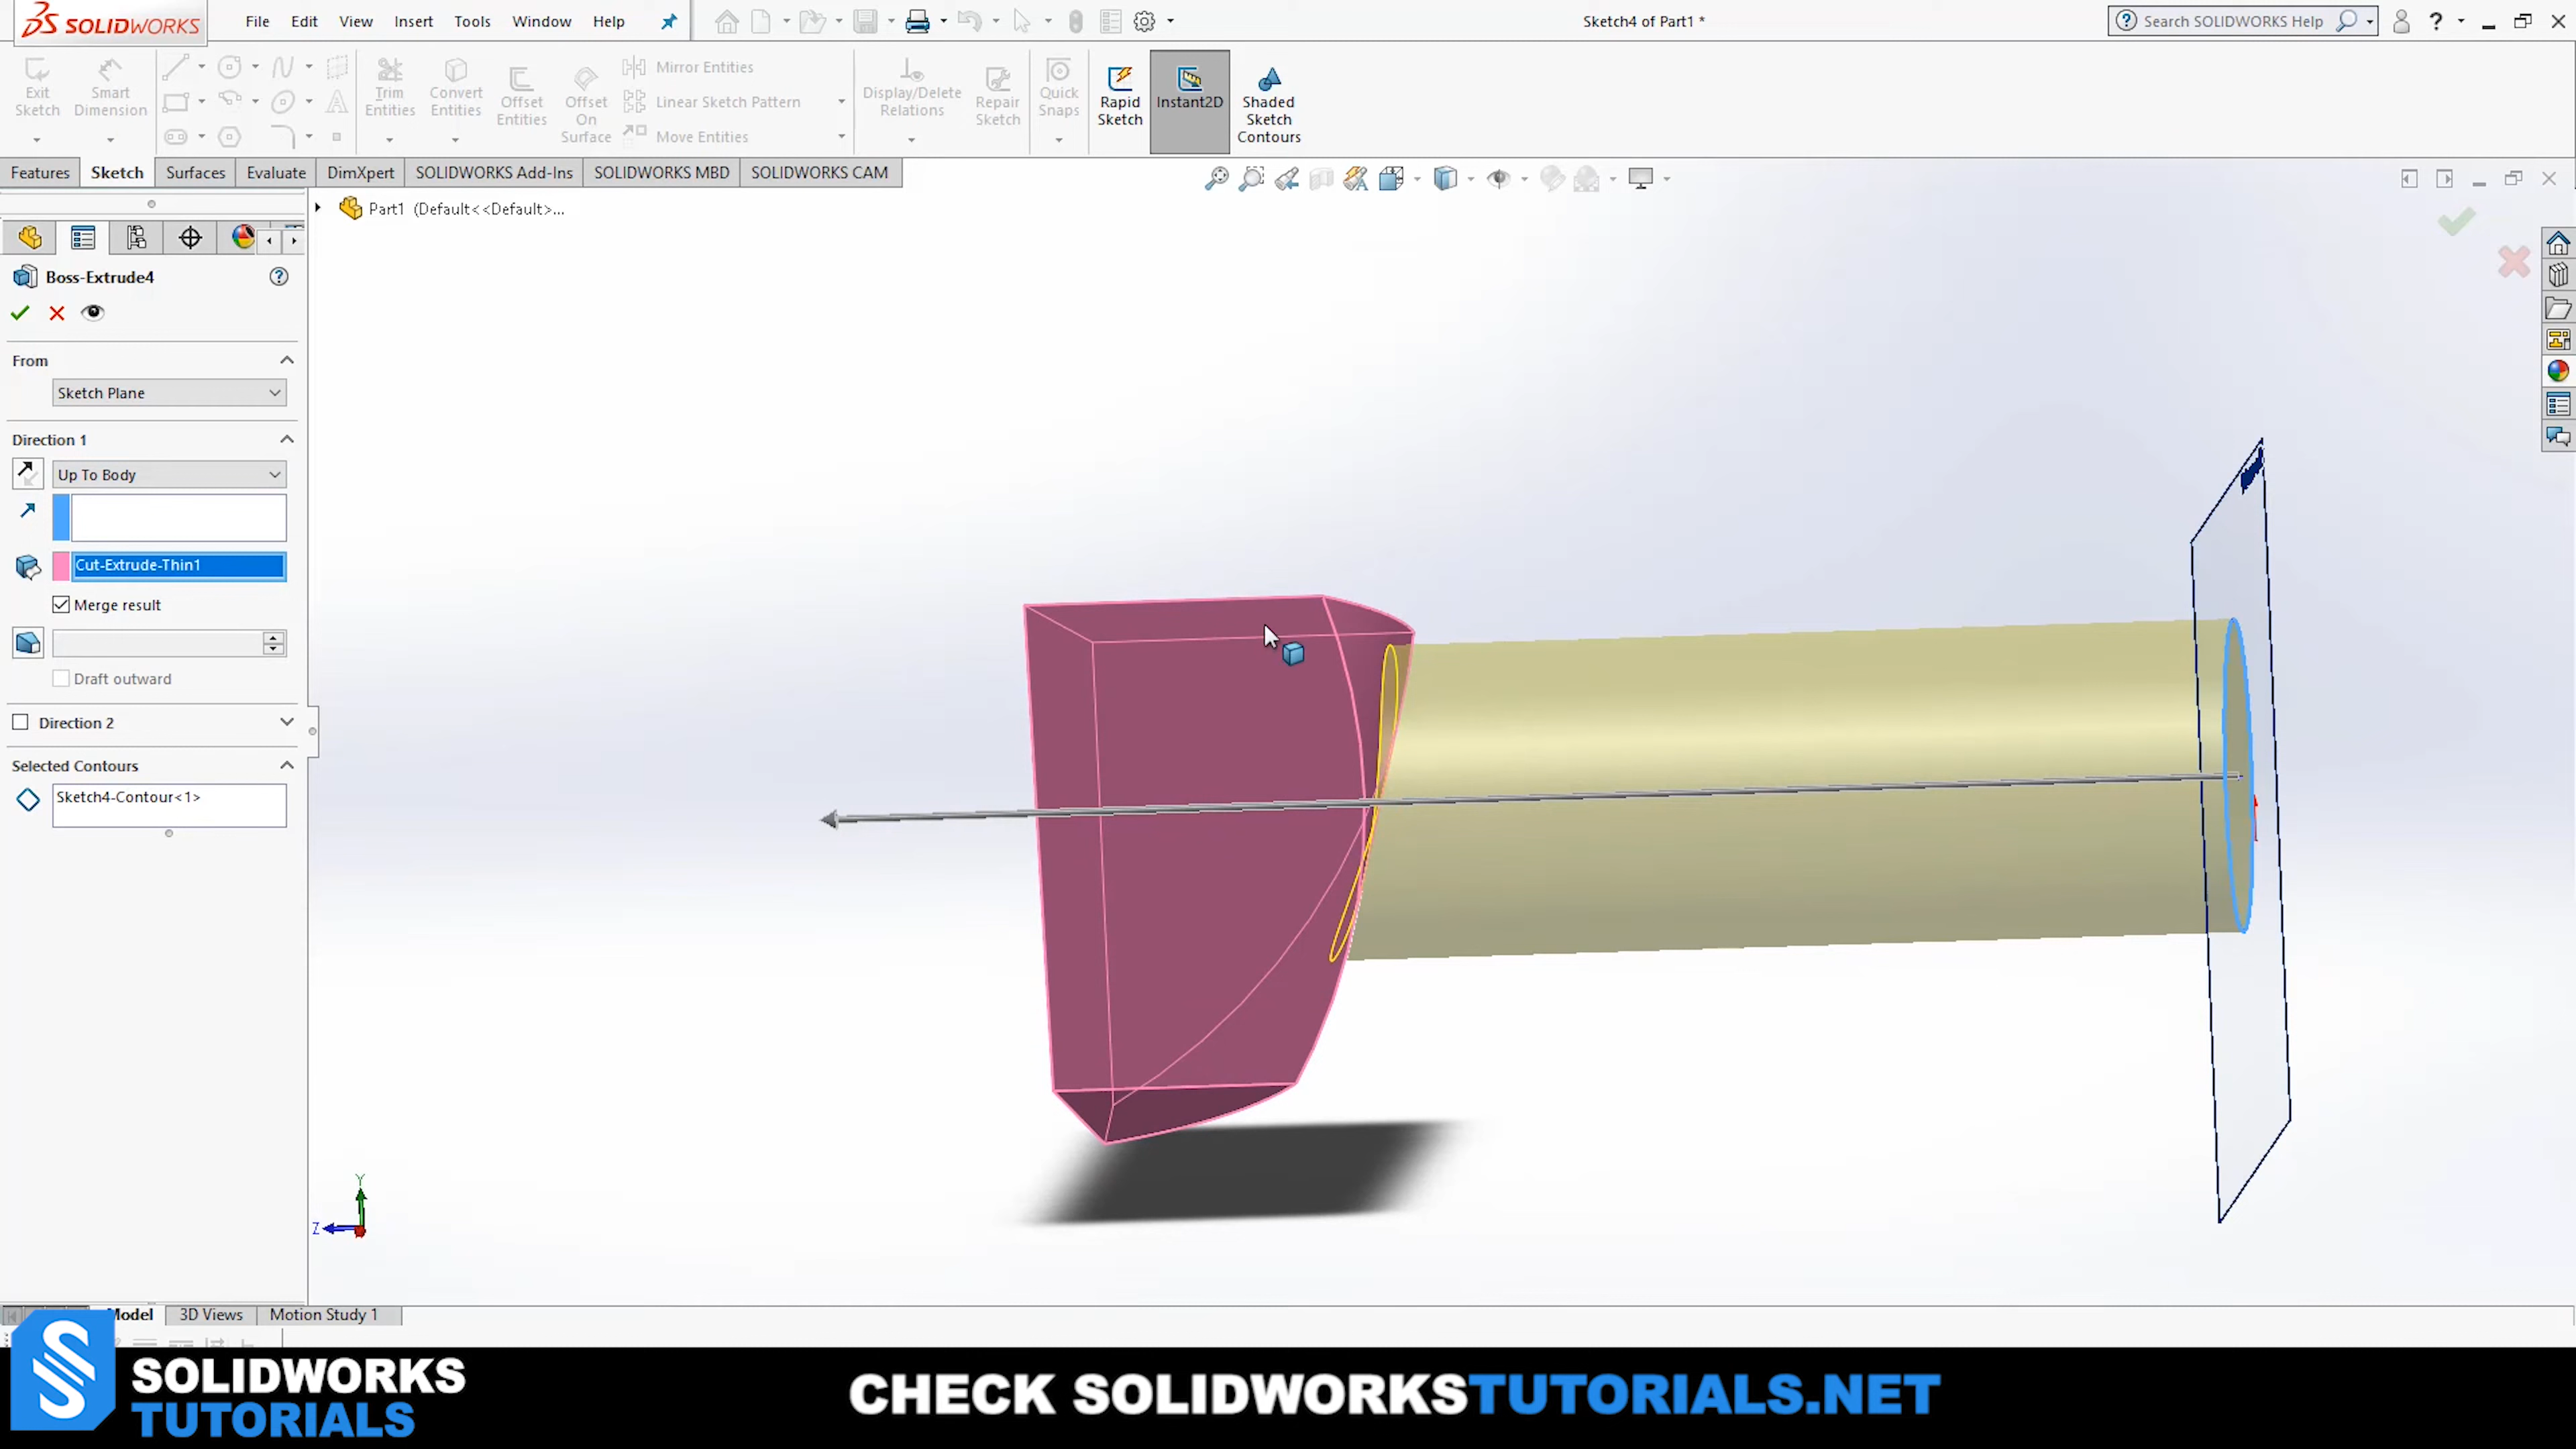 SOLIDWORKS
File Edit View Insert Tools Window Help
Sketch4 of Part1 *
Search SOLIDWORKS Help
Exit Sketch
Smart Dimension
Trim Entities
Convert Entities
Offset Entities
Offset On Surface
Mirror Entities
Linear Sketch Pattern
Move Entities
Display/Delete Relations
Repair Sketch
Quick Snaps
Rapid Sketch
Instant2D
Shaded Sketch Contours
Features Sketch Surfaces Evaluate DimXpert SOLIDWORKS Add-Ins SOLIDWORKS MBD SOLIDWORKS CAM
Part1 (Default<<Default>...
Boss-Extrude4
From
Sketch Plane
Direction 1
Up To Body
Cut-Extrude-Thin1
Merge result
Draft outward
Direction 2
Selected Contours
Sketch4-Contour<1>
Y
Z
Model 3D Views Motion Study 1
SOLIDWORKS
TUTORIALS
CHECK SOLIDWORKSTUTORIALS.NET